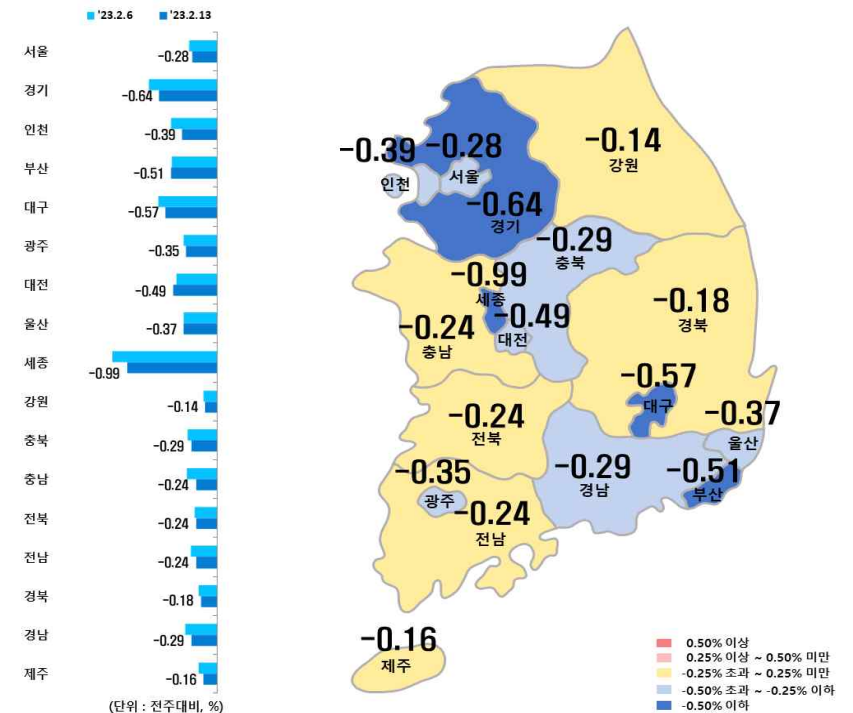 '23.2.6 '23.2.13
서울 -0.28
경기 -0.64
인천 -0.39
부산 -0.51
대구 -0.57
광주 -0.35
대전 -0.49
울산 -0.37
세종 -0.99
강원 -0.14
충북 -0.29
충남 -0.24
전북 -0.24
전남 -0.24
경북 -0.18
경남 -0.29
제주 -0.16
(단위 : 전주대비, %)
-0.14
강원
-0.39
인천
-0.28
서울
-0.64
경기
-0.29
충북
-0.99
세종
-0.49
대전
-0.24
충남
-0.18
경북
-0.57
대구
-0.37
울산
-0.24
전북
-0.29
경남
-0.51
부산
-0.35
광주
-0.24
전남
-0.16
제주
0.50% 이상
0.25% 이상 ~ 0.50% 미만
-0.25% 초과 ~ 0.25% 미만
-0.50% 초과 ~ -0.25% 이하
-0.50% 이하